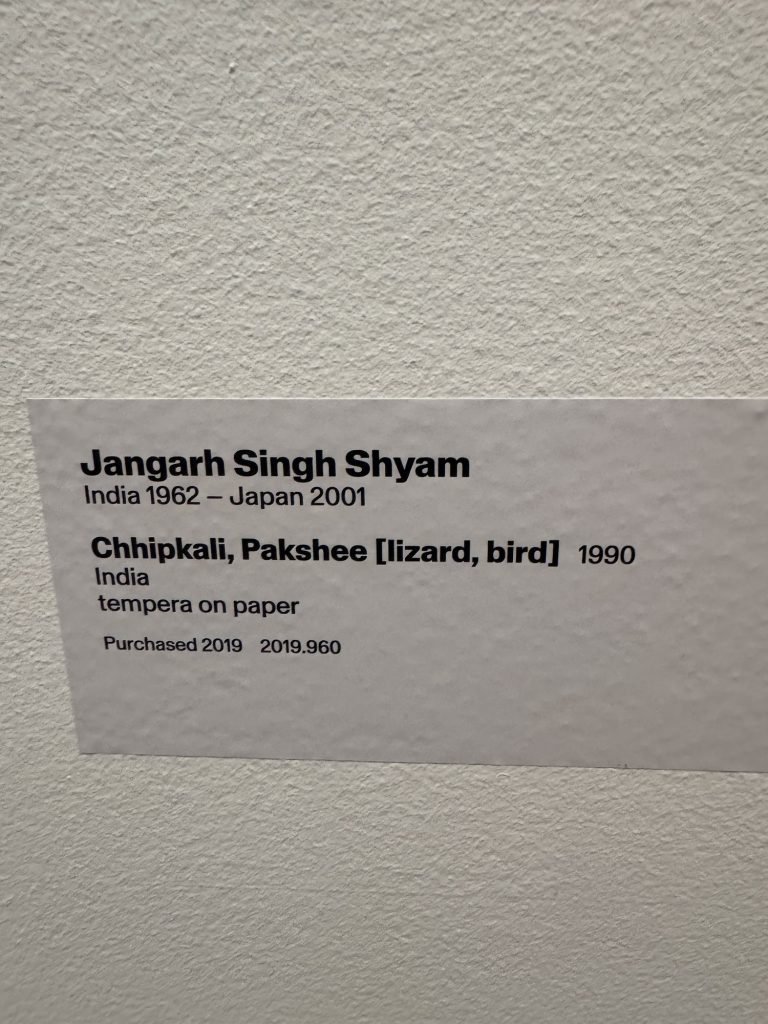 Jangarh Singh Shyam
India 1962 – Japan 2001
Chhipkali, Pakshee [lizard, bird] 1990
India
tempera on paper
Purchased 2019 2019.960